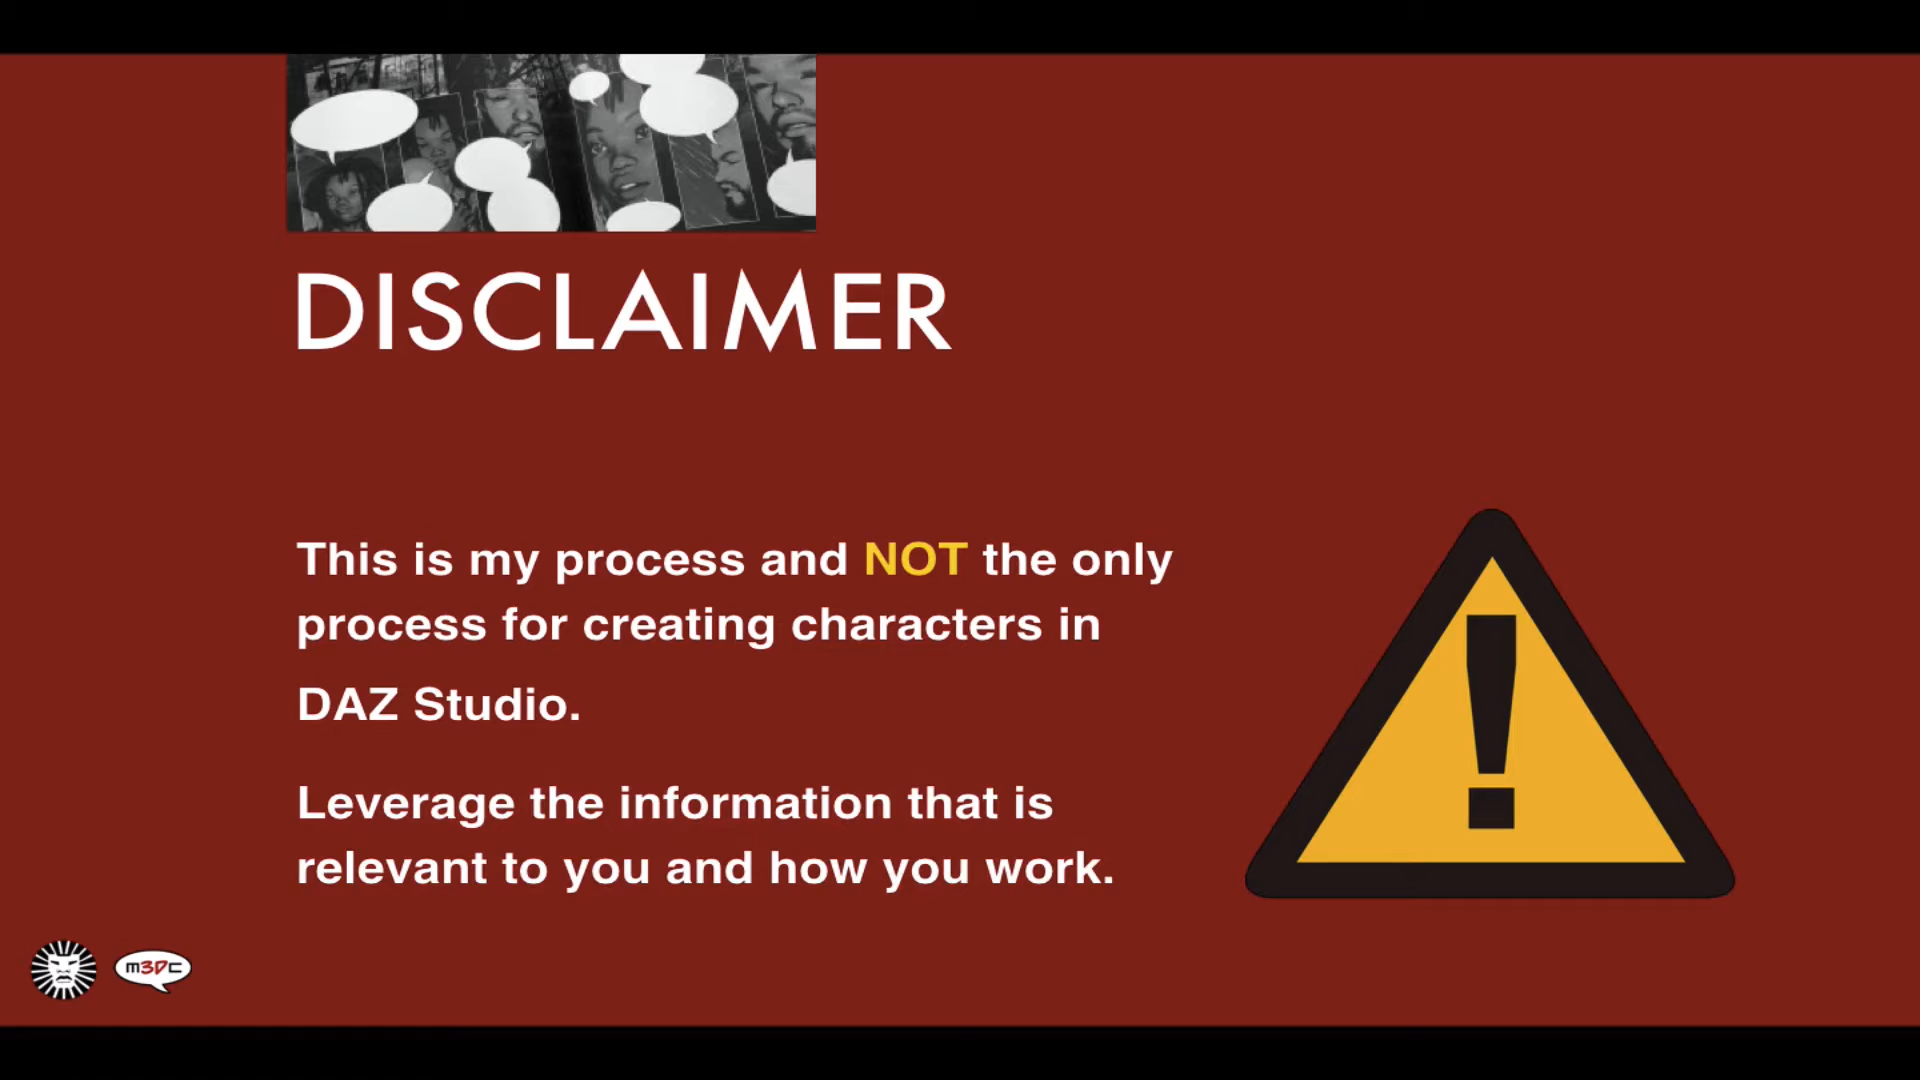 DISCLAIMER
This is my process and NOT the only
process for creating characters in
DAZ Studio.
Leverage the information that is
relevant to you and how you work.
m3DC